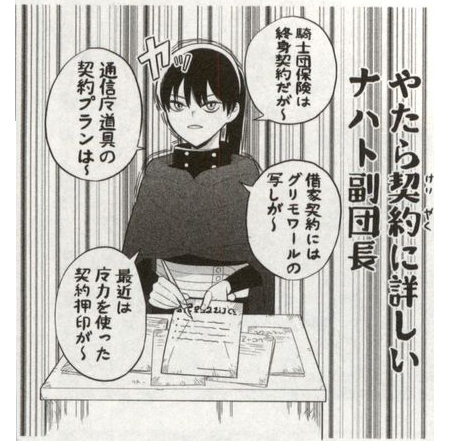 やたら契約に詳しい
けいやく
ナハト副団長
騎士団保険は
終身契約だが〜
借家契約には
グリモワールの
写しが〜
カッ
通信魔道具の
契約プランは〜
最近は
魔力を使った
契約押印が〜